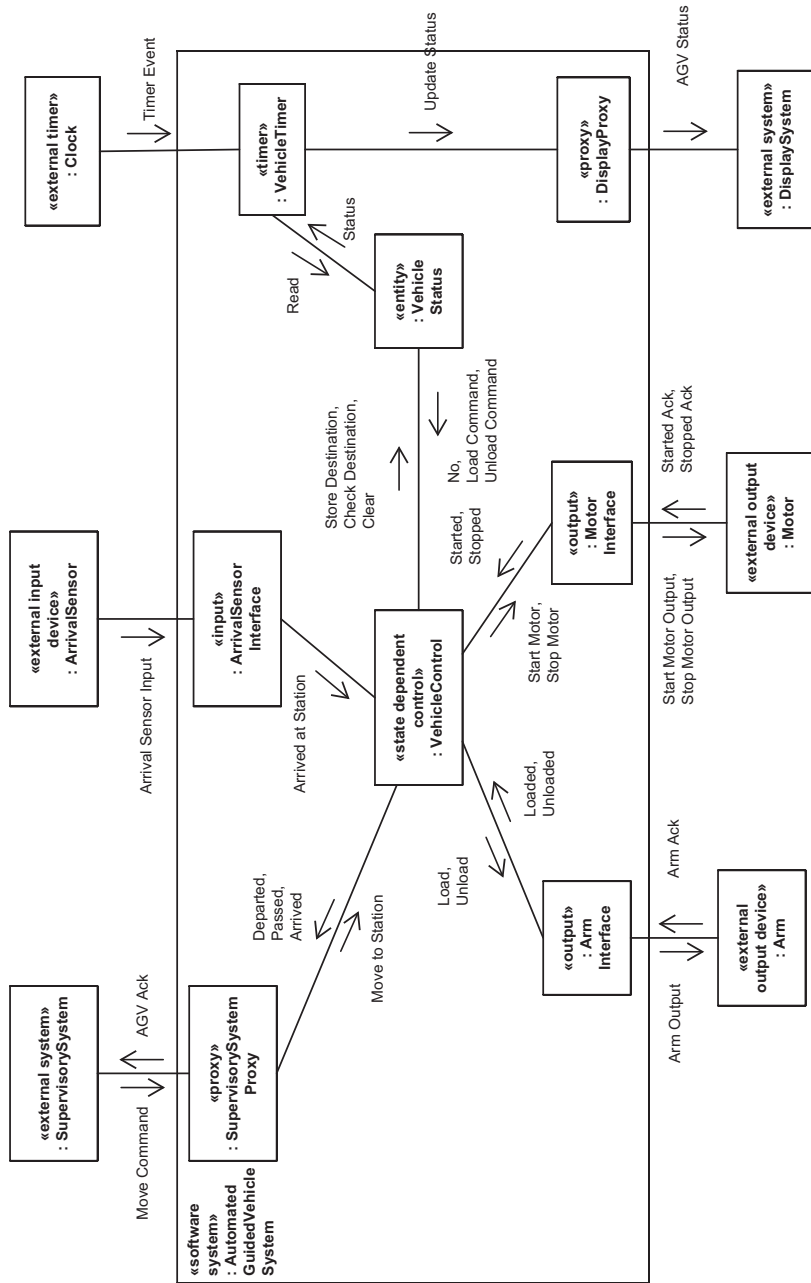 «external system»
: SupervisorySystem
Move Command
AGV Ack
«external input
device»
: ArrivalSensor
Arrival Sensor Input
«external timer»
: Clock
Timer Event
«software
system»
: Automated
GuidedVehicle
System
«proxy»
: SupervisorySystem
Proxy
«input»
: ArrivalSensor
Interface
«timer»
: VehicleTimer
Departed,
Passed,
Arrived
Move to Station
Arrived at Station
Read
Status
Update Status
Store Destination,
Check Destination,
Clear
«state dependent
control»
: VehicleControl
«entity»
: Vehicle
Status
No,
Load Command,
Unload Command
Load,
Unload
Loaded,
Unloaded
Start Motor,
Stop Motor
Started,
Stopped
«output»
: Arm
Interface
«output»
: Motor
Interface
«proxy»
: DisplayProxy
Arm Output
Arm Ack
Start Motor Output,
Stop Motor Output
Started Ack,
Stopped Ack
AGV Status
«external
output device»
: Arm
«external output
device»
: Motor
«external system»
: DisplaySystem